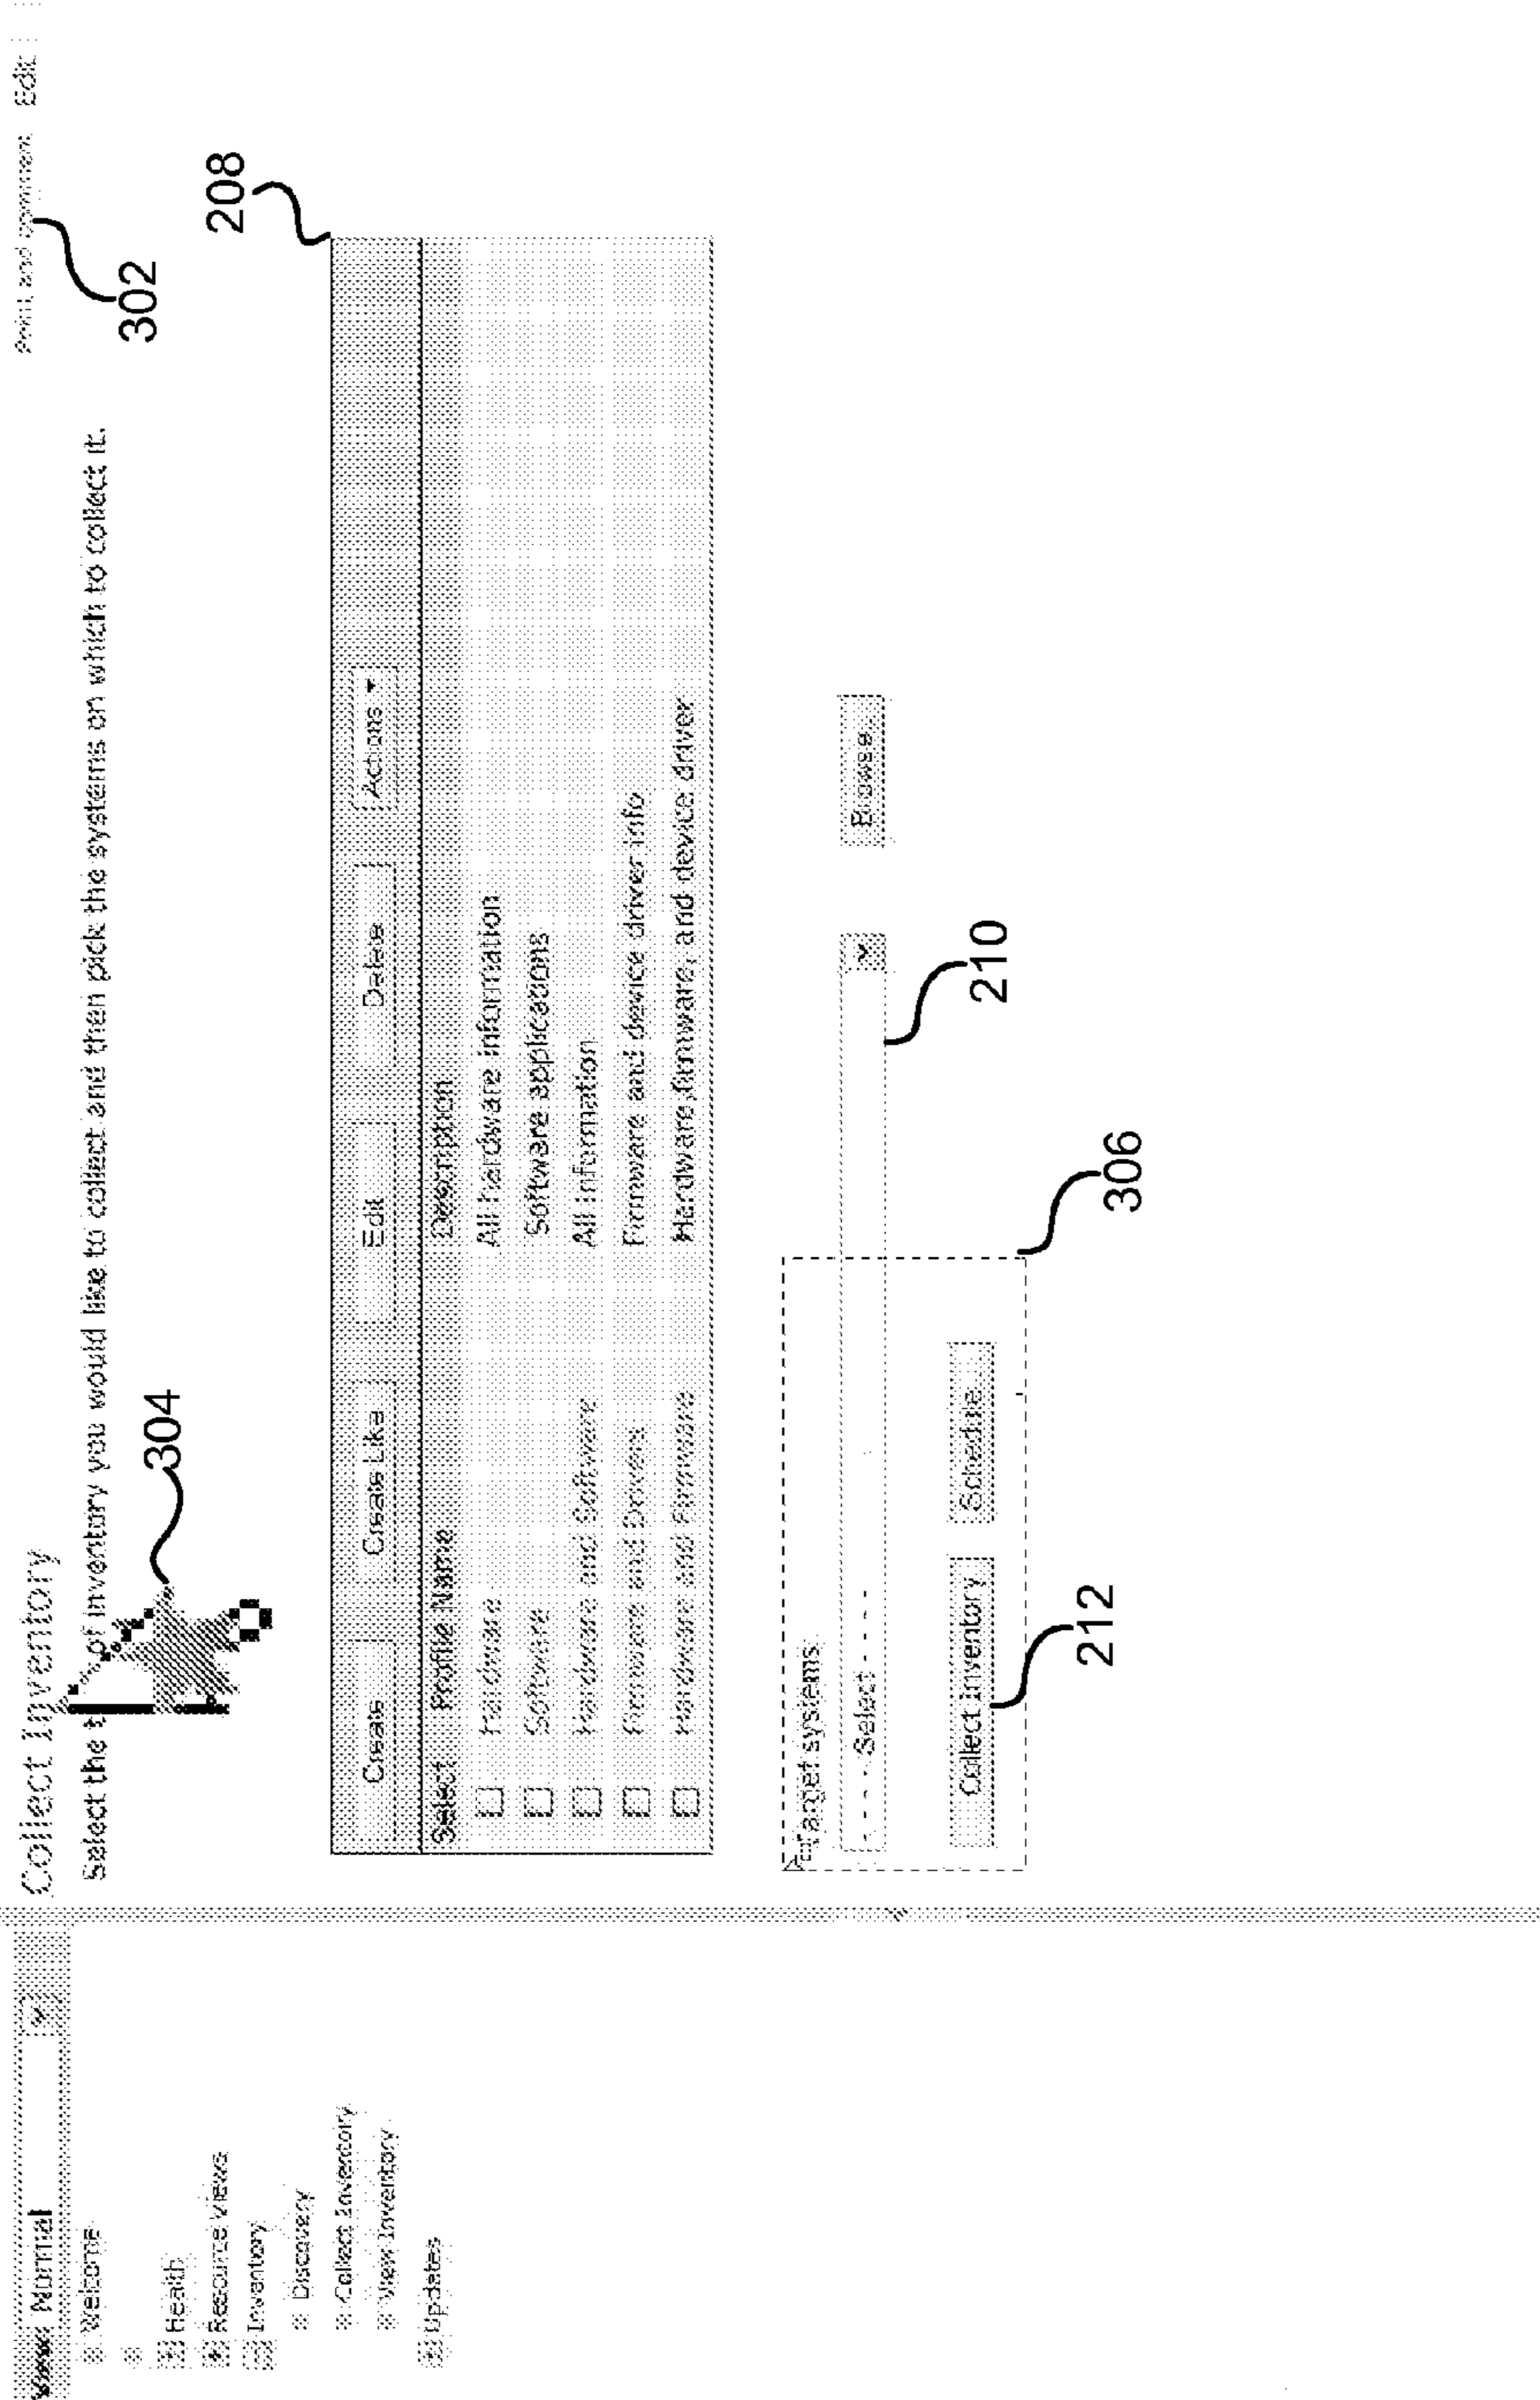 View: Normal
Welcome
Health
Resource Views
Inventory
Discovery
Collect Inventory
View Inventory
Updates
Collect Inventory
Print and comment Edit
302
Select the t of inventory you would like to collect and then pick the systems on which to collect it.
304
208
Create Create Like Edit Delete Actions
Select Profile Name Description
Hardware All hardware information
Software Software applications
Hardware and Software All Information
Firmware and Drivers Firmware and device driver info
Hardware and Firmware Hardware,firmware, and device driver
Target systems:
- - - - Select - - - - Browse...
210
Collect Inventory Schedule...
306
212